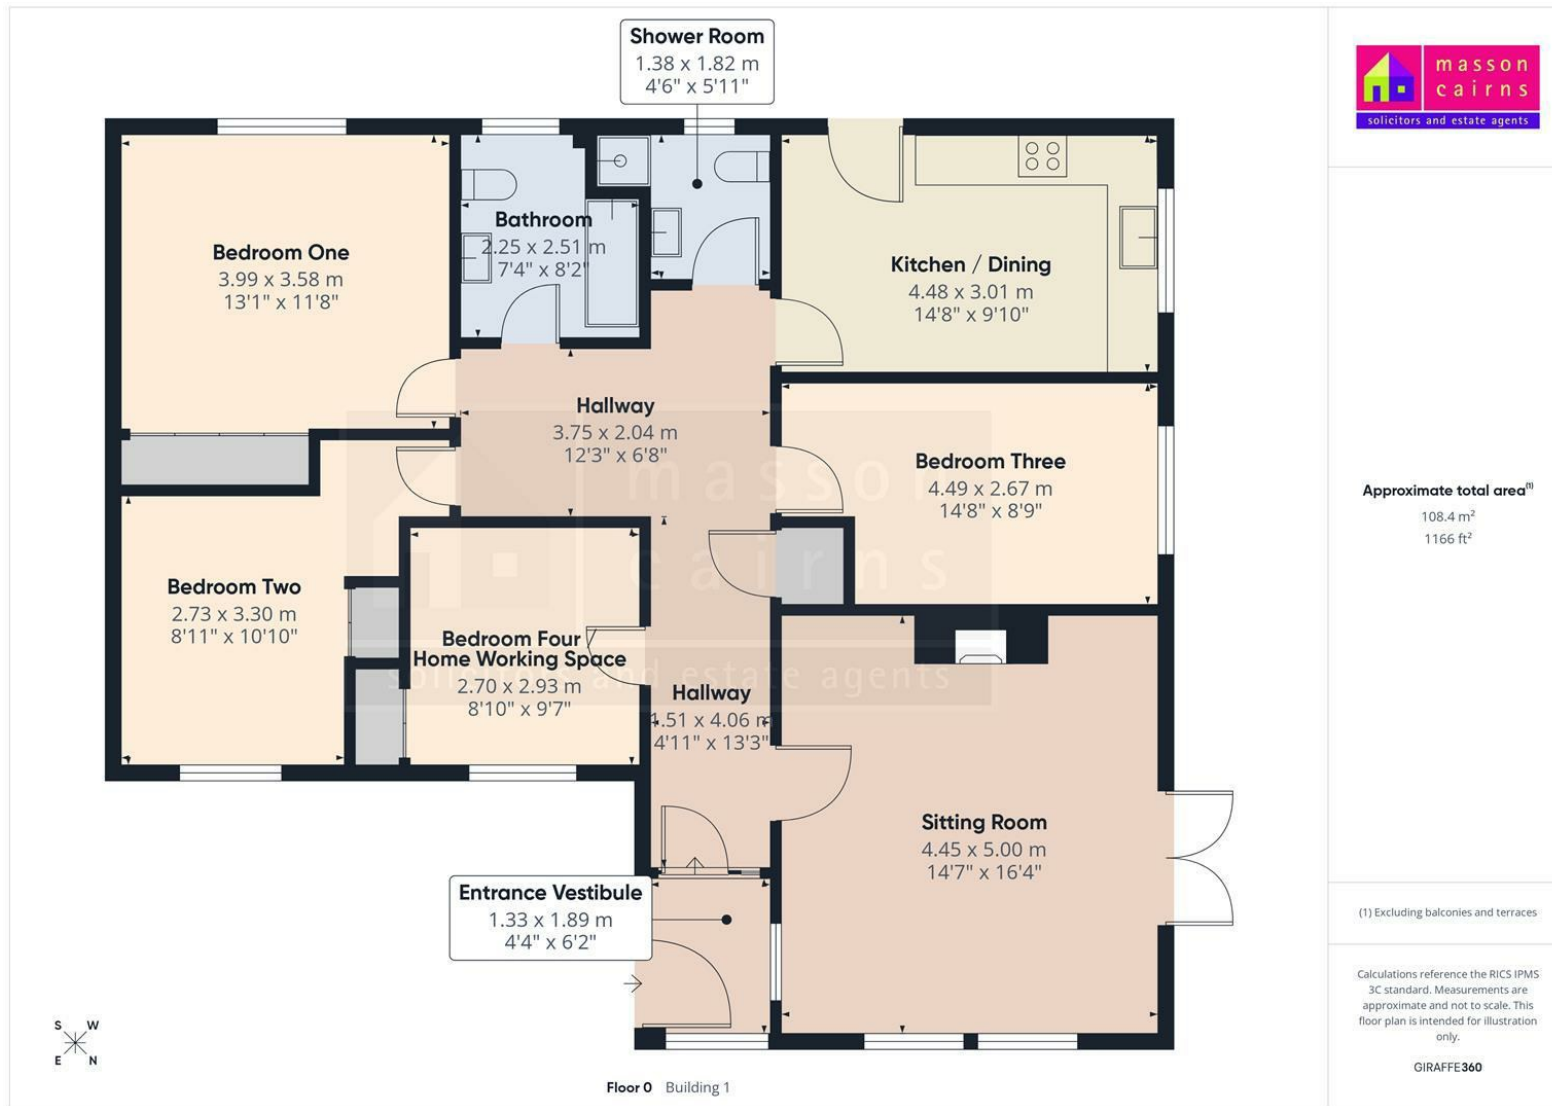 Shower Room
1.38 x 1.82 m
4'6" x 5'11"
masson
cairns
solicitors and estate agents
Bedroom One
3.99 x 3.58 m
13'1" x 11'8"
Bathroom
2.25 x 2.51 m
7'4" x 8'2"
Kitchen / Dining
4.48 x 3.01 m
14'8" x 9'10"
Hallway
3.75 x 2.04 m
12'3" x 6'8"
masson
cairns
solicitors and estate agents
Bedroom Three
4.49 x 2.67 m
14'8" x 8'9"
Approximate total area(1)
108.4 m²
1166 ft²
Bedroom Two
2.73 x 3.30 m
8'11" x 10'10"
Bedroom Four
Home Working Space
2.70 x 2.93 m
8'10" x 9'7"
Hallway
1.51 x 4.06 m
4'11" x 13'3"
Sitting Room
4.45 x 5.00 m
14'7" x 16'4"
Entrance Vestibule
1.33 x 1.89 m
4'4" x 6'2"
(1) Excluding balconies and terraces
Calculations reference the RICS IPMS
3C standard. Measurements are
approximate and not to scale. This
floor plan is intended for illustration
only.
GIRAFFE360
S W
E N
Floor 0 Building 1